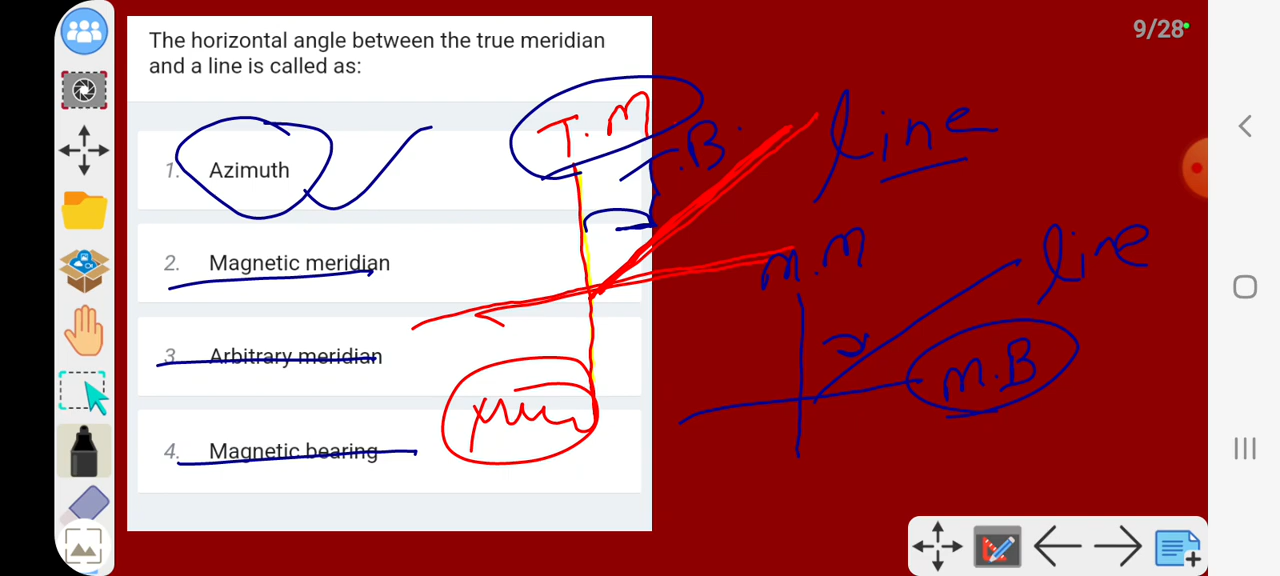 The horizontal angle between the true meridian
and a line is called as:
9/28
T.M
T.B.
line
1. Azimuth
2. Magnetic meridian
M.M
line
3. Arbitrary meridian
M.B
4. Magnetic bearing